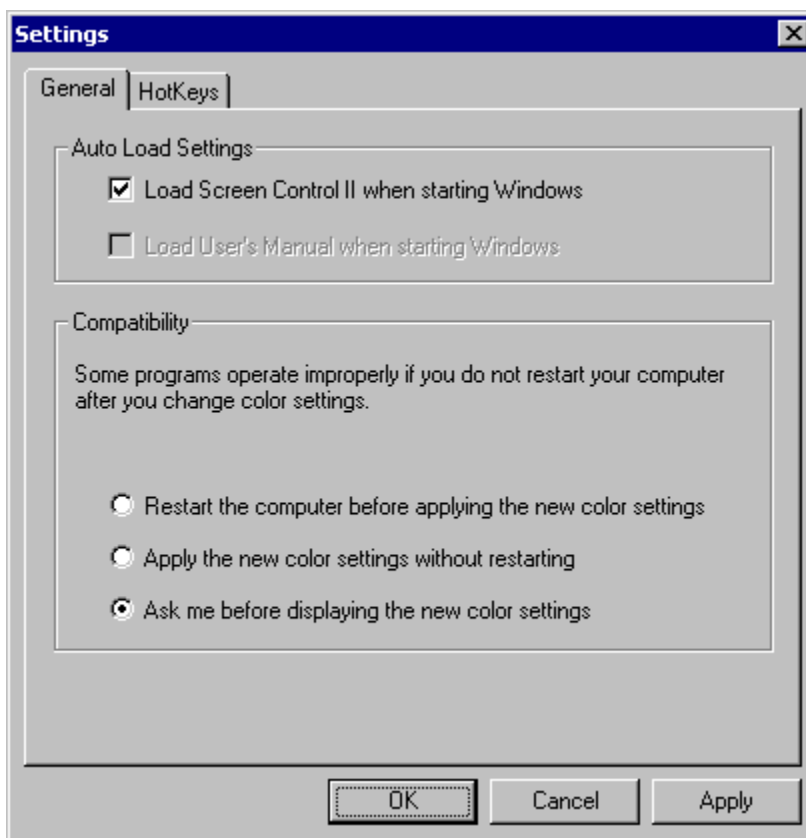 Settings
General
HotKeys
Auto Load Settings
Load Screen Control II when starting Windows
Load User's Manual when starting Windows
Compatibility
Some programs operate improperly if you do not restart your computer
after you change color settings.
Restart the computer before applying the new color settings
Apply the new color settings without restarting
Ask me before displaying the new color settings
OK
Cancel
Apply